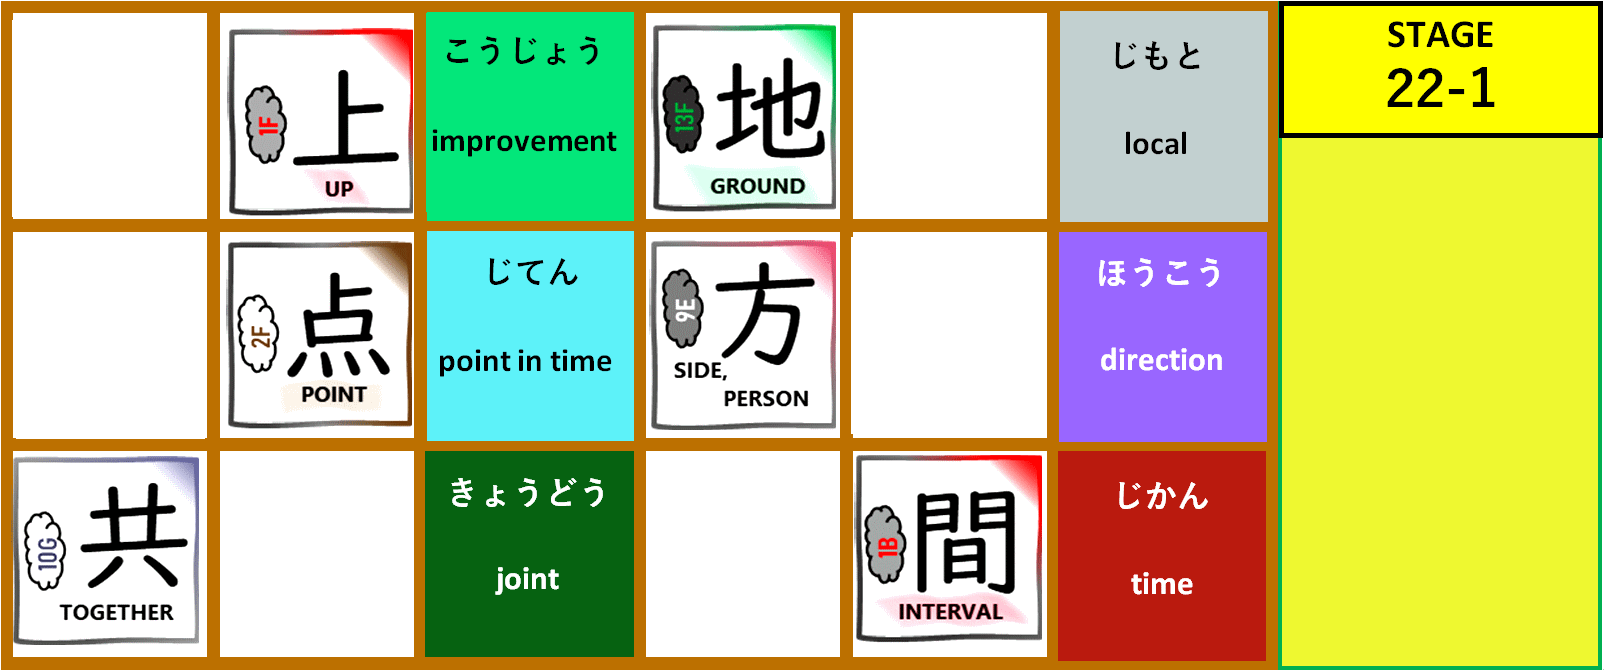 1F
上
UP
こうじょう
improvement
13F
地
GROUND
じもと
local
STAGE
22-1
2F
点
POINT
じてん
point in time
9E
方
SIDE,
PERSON
ほうこう
direction
10G
共
TOGETHER
きょうどう
joint
1B
間
INTERVAL
じかん
time